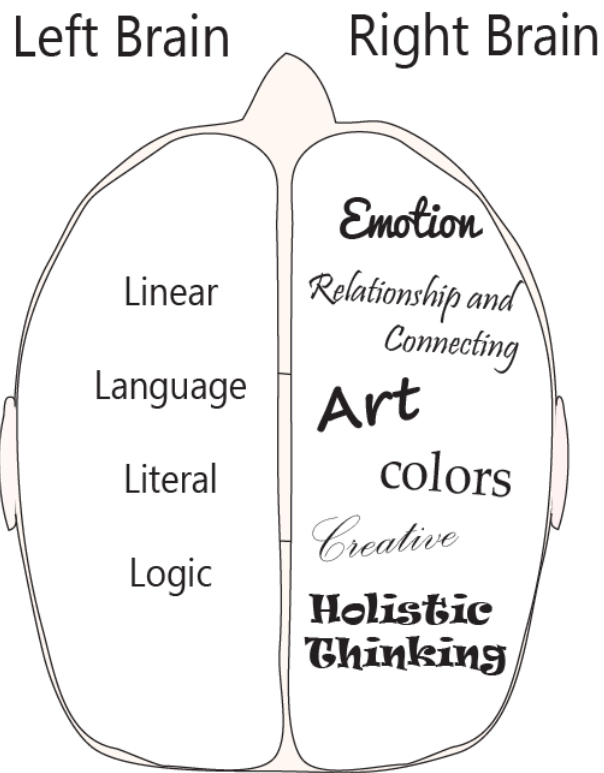 Left Brain
Right Brain
Linear
Language
Literal
Logic
Emotion
Relationship and
Connecting
Art
colors
Creative
Holistic
Thinking